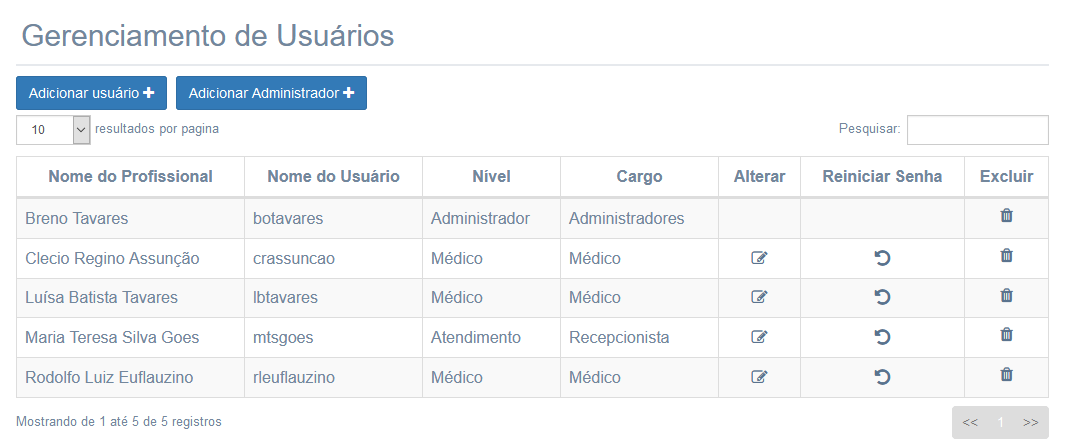 Gerenciamento de Usuários
Adicionar usuário Adicionar Administrador
10 resultados por pagina Pesquisar:
Nome do Profissional Nome do Usuário Nível Cargo Alterar Reiniciar Senha Excluir
Breno Tavares botavares Administrador Administradores
Clecio Regino Assunção crassuncao Médico Médico
Luísa Batista Tavares lbtavares Médico Médico
Maria Teresa Silva Goes mtsgoes Atendimento Recepcionista
Rodolfo Luiz Euflauzino rleuflauzino Médico Médico
Mostrando de 1 até 5 de 5 registros << 1 >>